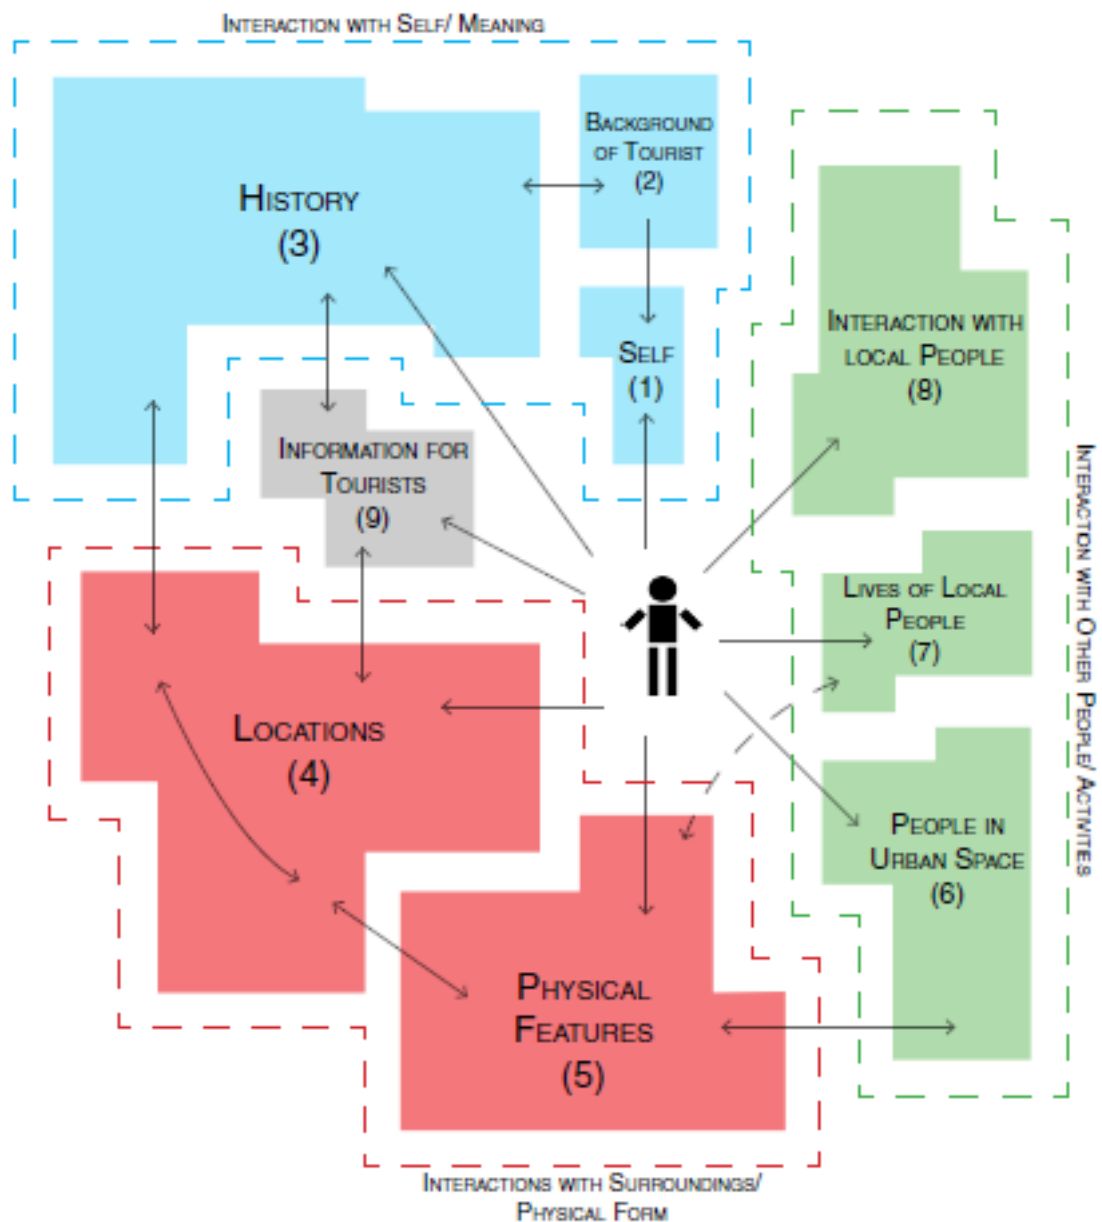 Interaction with Self/ Meaning
History
(3)
Background
of Tourist
(2)
Self
(1)
Interaction with
local People
(8)
Information for
Tourists
(9)
Lives of Local
People
(7)
Locations
(4)
People in
Urban Space
(6)
Physical
Features
(5)
Interaction with Other People/ Activites
Interactions with Surroundings/
Physical Form